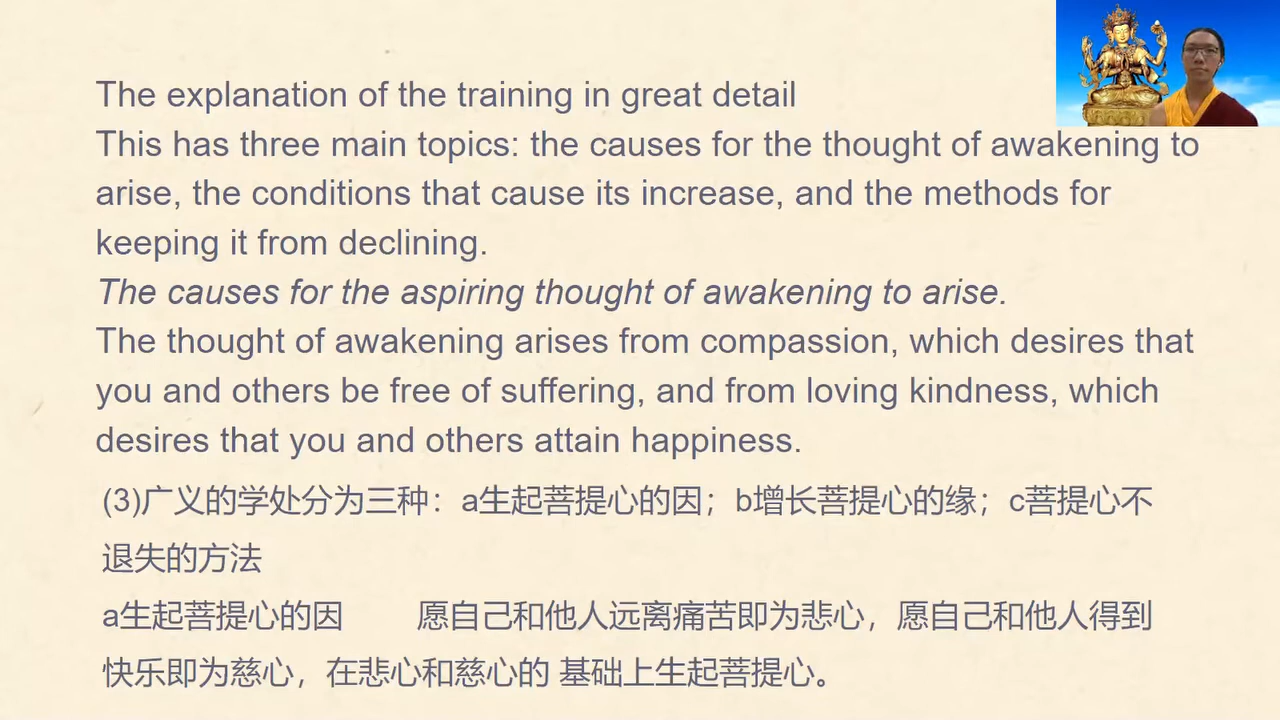 The explanation of the training in great detail
This has three main topics: the causes for the thought of awakening to
arise, the conditions that cause its increase, and the methods for
keeping it from declining.
The causes for the aspiring thought of awakening to arise.
The thought of awakening arises from compassion, which desires that
you and others be free of suffering, and from loving kindness, which
desires that you and others attain happiness.
(3)广义的学处分为三种：a生起菩提心的因；b增长菩提心的缘；c菩提心不
退失的方法
a生起菩提心的因 愿自己和他人远离痛苦即为悲心，愿自己和他人得到
快乐即为慈心，在悲心和慈心的 基础上生起菩提心。